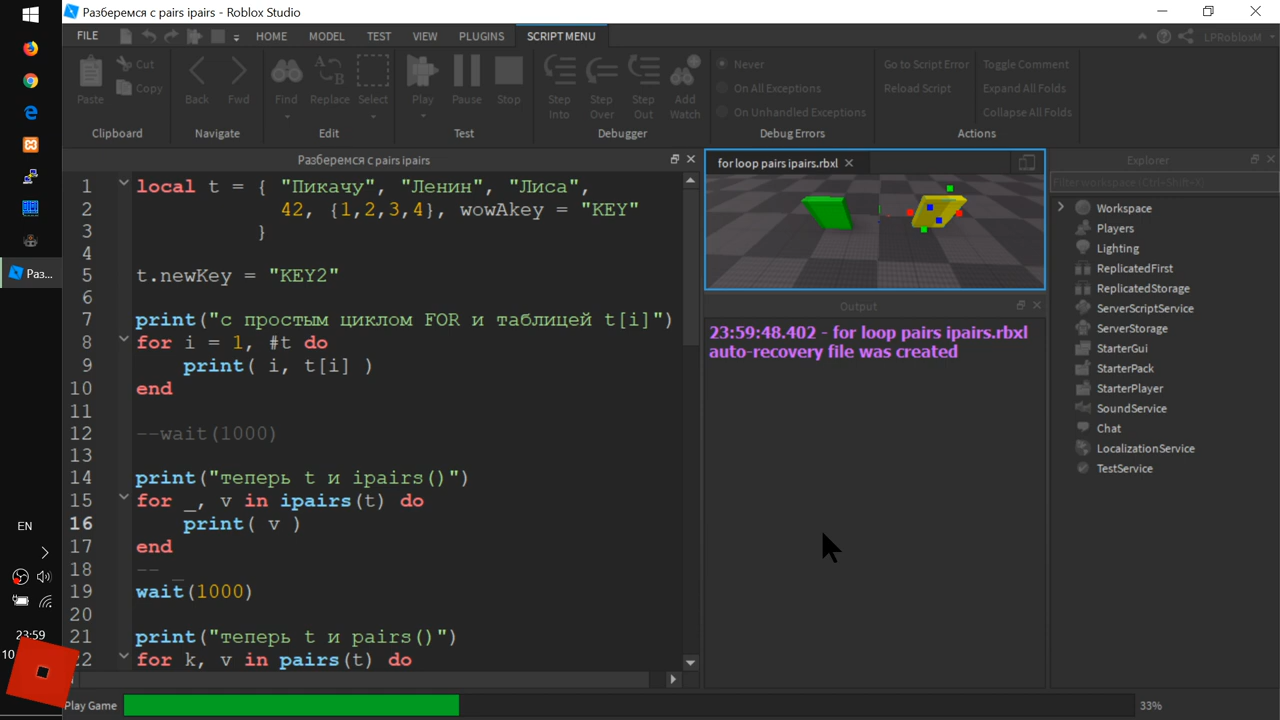 Разберемся с pairs ipairs - Roblox Studio
FILE HOME MODEL TEST VIEW PLUGINS SCRIPT MENU LPRobloxM
Paste Cut Copy
Clipboard
Back Fwd
Navigate
Find Replace Select
Edit
Play Pause Stop
Test
Step Into Step Over Step Out Add Watch
Debugger
Never
On All Exceptions
On Unhandled Exceptions
Debug Errors
Go to Script Error Toggle Comment
Reload Script Expand All Folds
Collapse All Folds
Actions
Разберемся с pairs ipairs
1 local t = { "Пикачу", "Ленин", "Лиса",
2 42, {1,2,3,4}, wowAkey = "KEY"
3 }
4
5 t.newKey = "KEY2"
6
7 print("с простым циклом FOR и таблицей t[i]")
8 for i = 1, #t do
9 print( i, t[i] )
10 end
11
12 --wait(1000)
13
14 print("теперь t и ipairs()")
15 for _, v in ipairs(t) do
16 print( v )
17 end
18 -- _
19 wait(1000)
20
21 print("теперь t и pairs()")
22 for k, v in pairs(t) do
for loop pairs ipairs.rbxl
Output
23:59:48.402 - for loop pairs ipairs.rbxl
auto-recovery file was created
Explorer
Filter workspace (Ctrl+Shift+X)
Workspace
Players
Lighting
ReplicatedFirst
ReplicatedStorage
ServerScriptService
ServerStorage
StarterGui
StarterPack
StarterPlayer
SoundService
Chat
LocalizationService
TestService
Раз...
EN
23:59
10
Play Game 33%